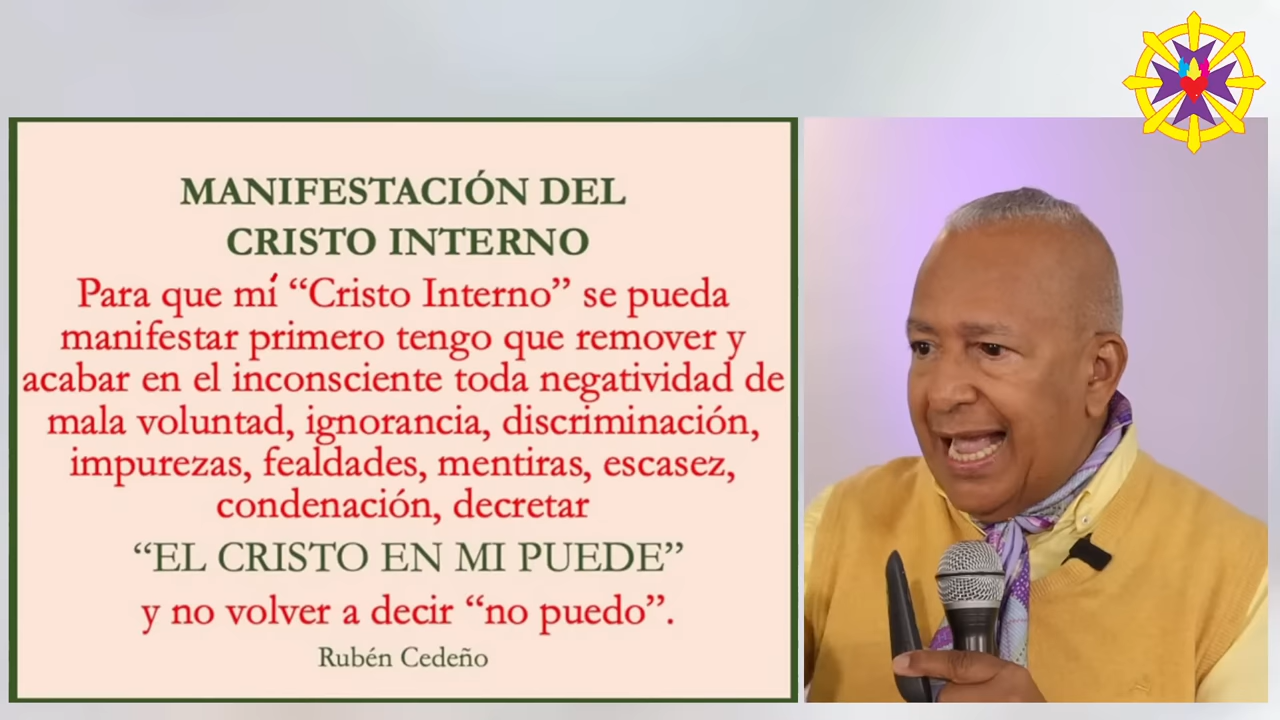 MANIFESTACIÓN DEL
CRISTO INTERNO
Para que mí “Cristo Interno” se pueda
manifestar primero tengo que remover y
acabar en el inconsciente toda negatividad de
mala voluntad, ignorancia, discriminación,
impurezas, fealdades, mentiras, escasez,
condenación, decretar
“EL CRISTO EN MI PUEDE”
y no volver a decir “no puedo”.
Rubén Cedeño